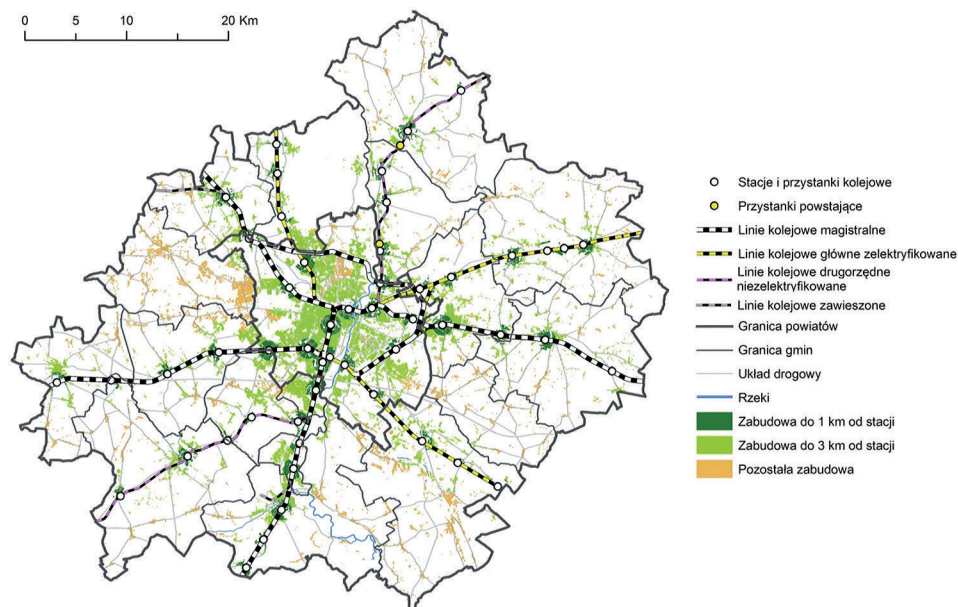 0 5 10 20 Km
Stacje i przystanki kolejowe
Przystanki powstające
Linie kolejowe magistralne
Linie kolejowe główne zelektryfikowane
Linie kolejowe drugorzędne
niezelektryfikowane
Linie kolejowe zawieszone
Granica powiatów
Granica gmin
Układ drogowy
Rzeki
Zabudowa do 1 km od stacji
Zabudowa do 3 km od stacji
Pozostała zabudowa